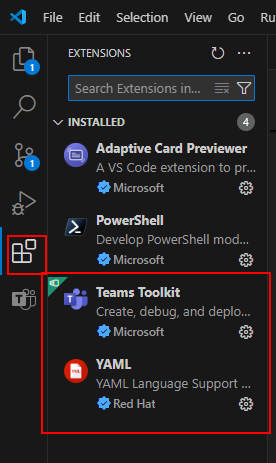 File Edit Selection View Go Ru
EXTENSIONS
Search Extensions in...
INSTALLED
4
Adaptive Card Previewer
A VS Code extension to pr...
Microsoft
PowerShell
Develop PowerShell mod...
Microsoft
Teams Toolkit
Create, debug, and deplo...
Microsoft
YAML
YAML Language Support ...
Red Hat
1
1